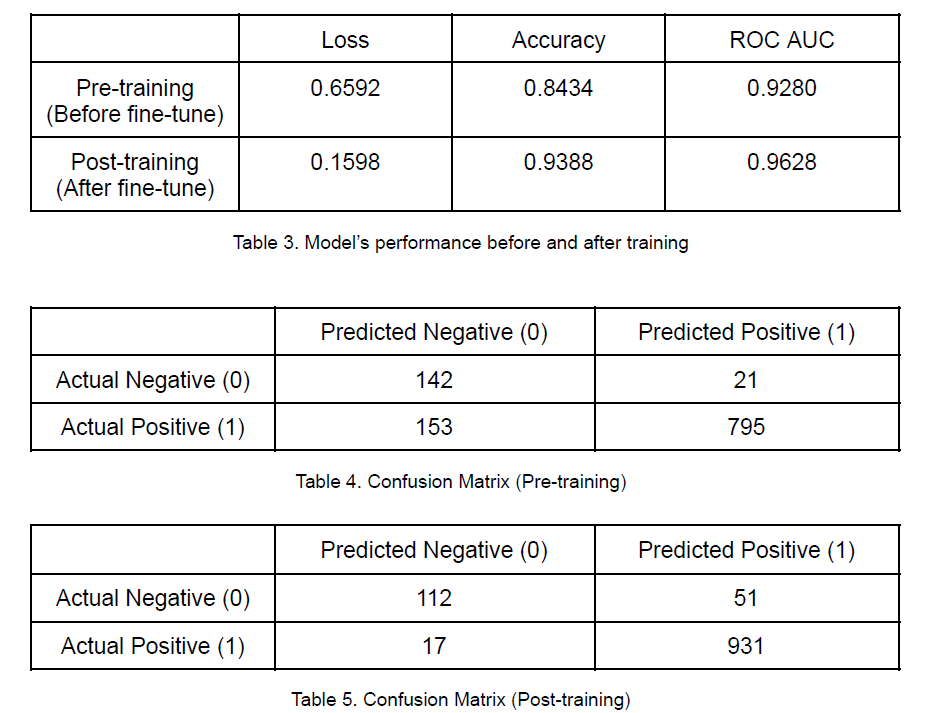 Loss Accuracy ROC AUC
Pre-training
(Before fine-tune) 0.6592 0.8434 0.9280
Post-training
(After fine-tune) 0.1598 0.9388 0.9628
Table 3. Model’s performance before and after training
Predicted Negative (0) Predicted Positive (1)
Actual Negative (0) 142 21
Actual Positive (1) 153 795
Table 4. Confusion Matrix (Pre-training)
Predicted Negative (0) Predicted Positive (1)
Actual Negative (0) 112 51
Actual Positive (1) 17 931
Table 5. Confusion Matrix (Post-training)